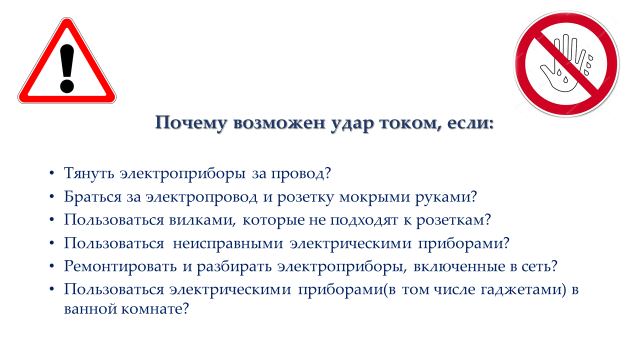 Почему возможен удар током, если:
• Тянуть электроприборы за провод?
• Браться за электропровод и розетку мокрыми руками?
• Пользоваться вилками, которые не подходят к розеткам?
• Пользоваться неисправными электрическими приборами?
• Ремонтировать и разбирать электроприборы, включенные в сеть?
• Пользоваться электрическими приборами(в том числе гаджетами) в
ванной комнате?